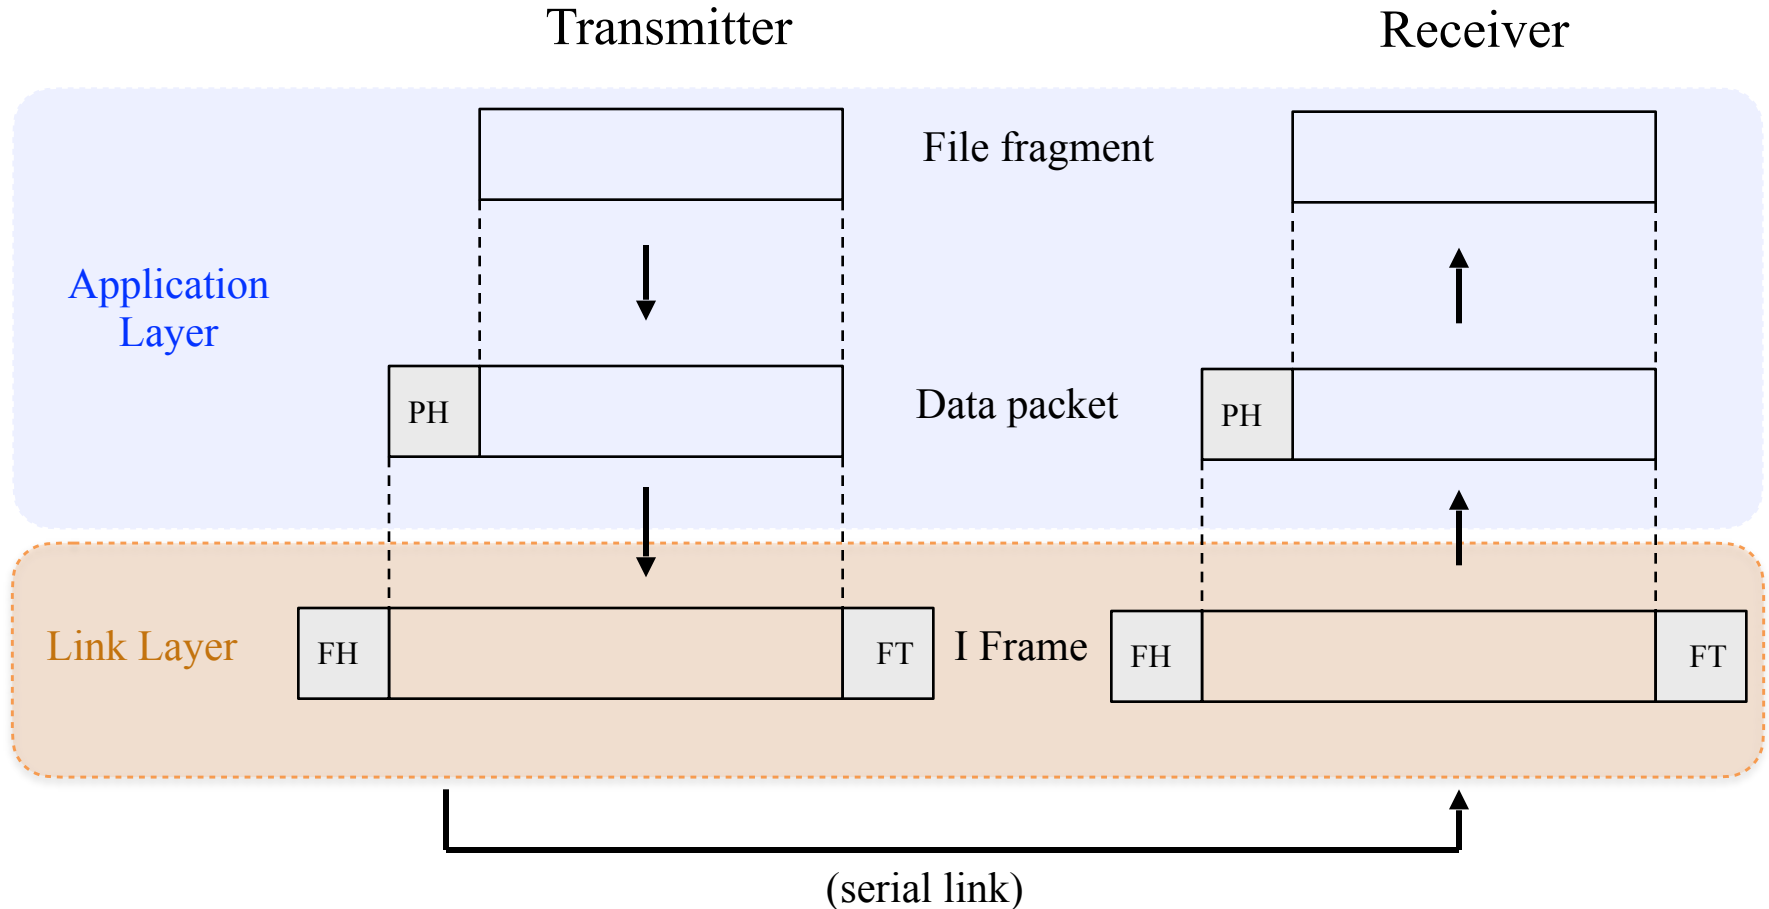 Transmitter
Receiver
File fragment
Application
Layer
PH
Data packet
PH
Link Layer
FH
FT
I Frame
FH
FT
(serial link)